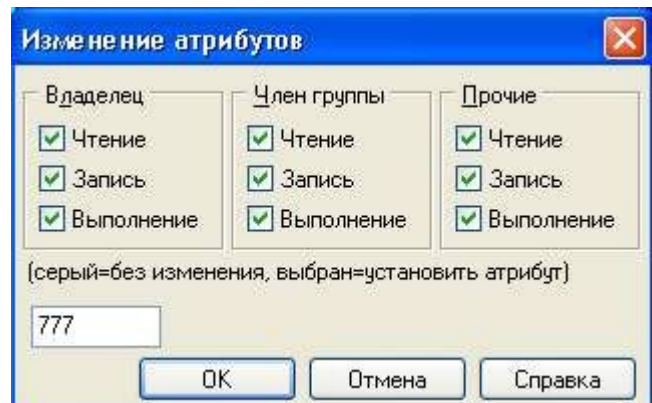 Изменение атрибутов
Владелец Член группы Прочие
Чтение Чтение Чтение
Запись Запись Запись
Выполнение Выполнение Выполнение
(серый=без изменения, выбран=установить атрибут)
777
OK Отмена Справка